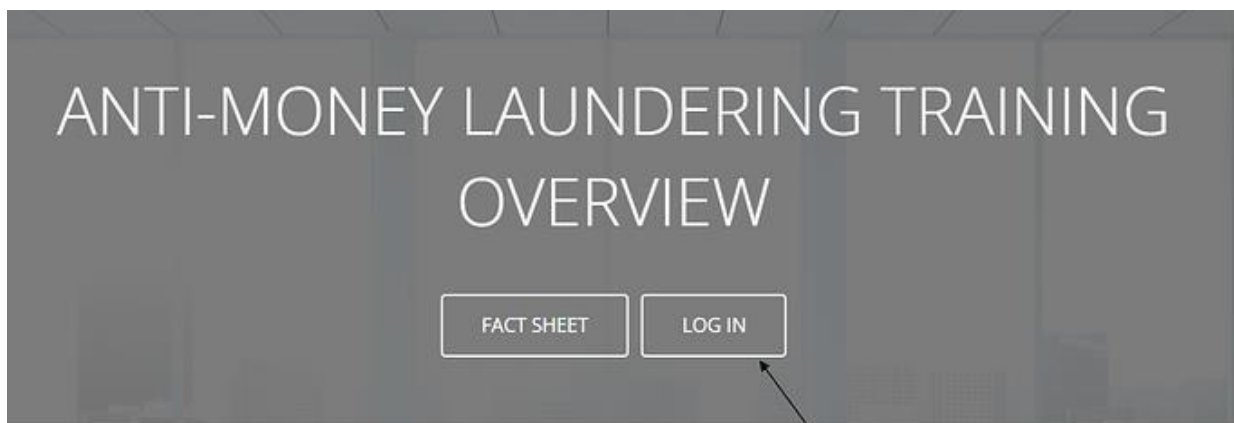 ANTI-MONEY LAUNDERING TRAINING
OVERVIEW
FACT SHEET
LOG IN